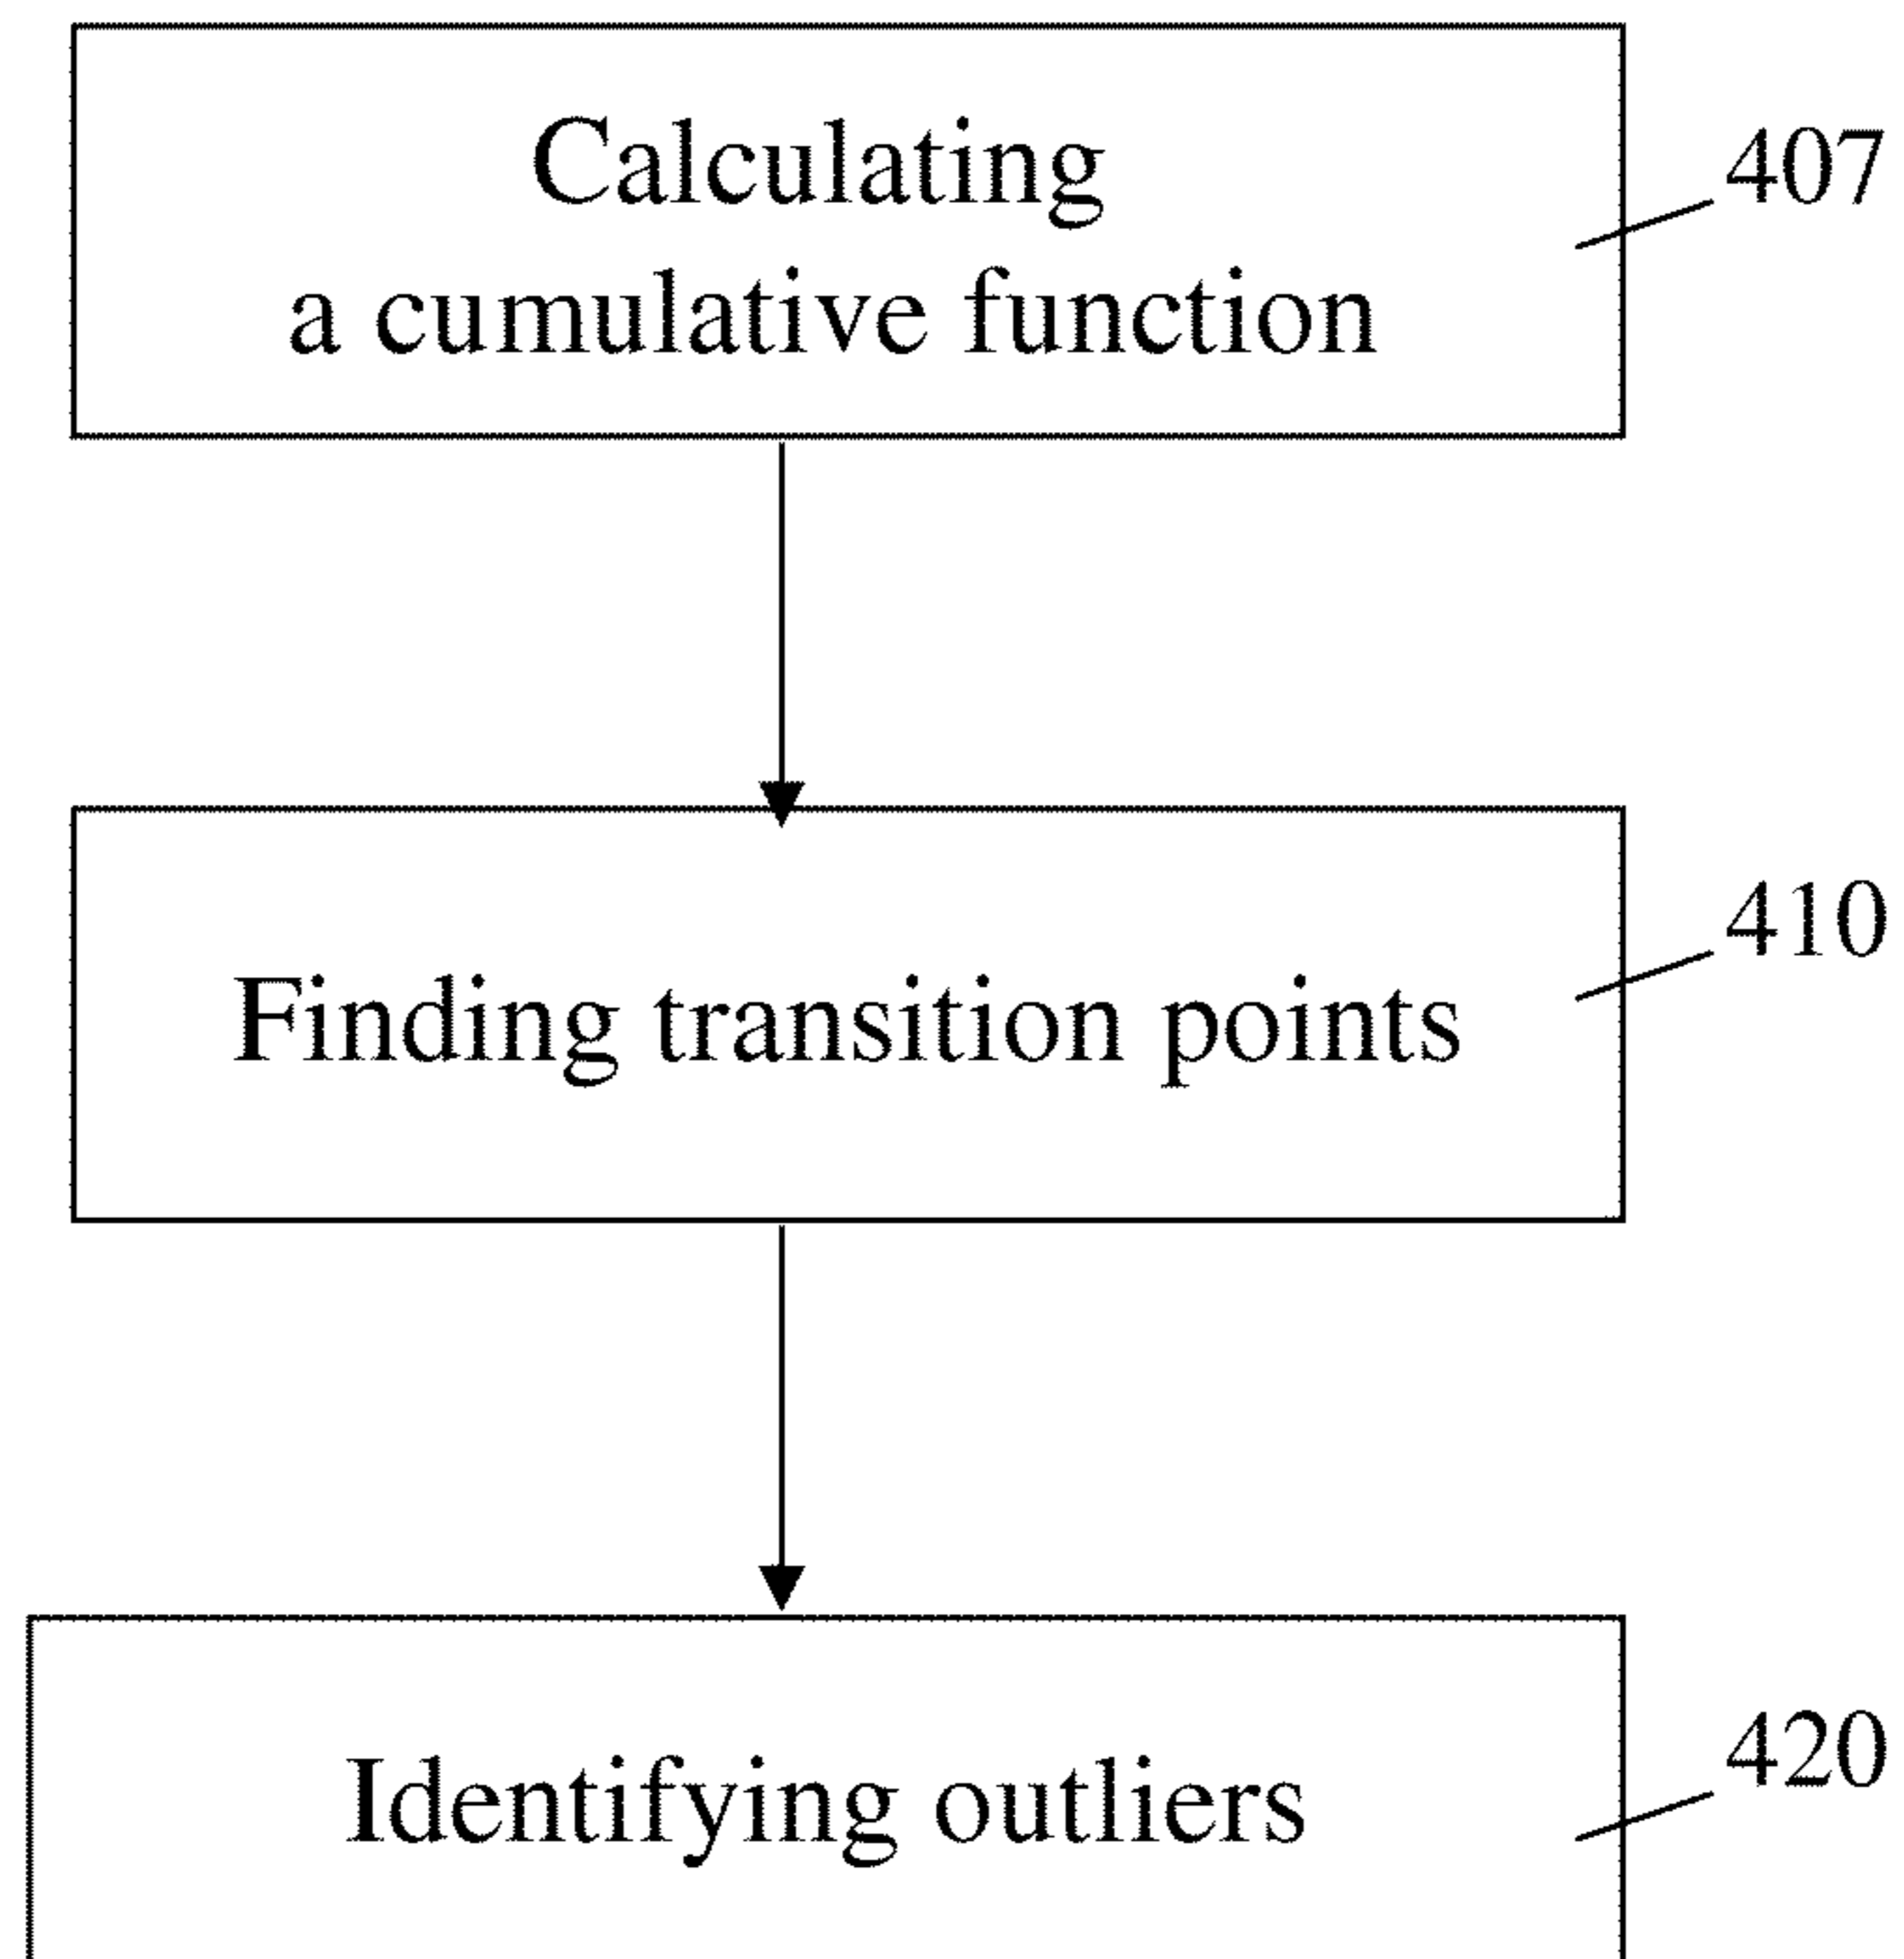 Calculating
a cumulative function
407
Finding transition points
410
Identifying outliers
420